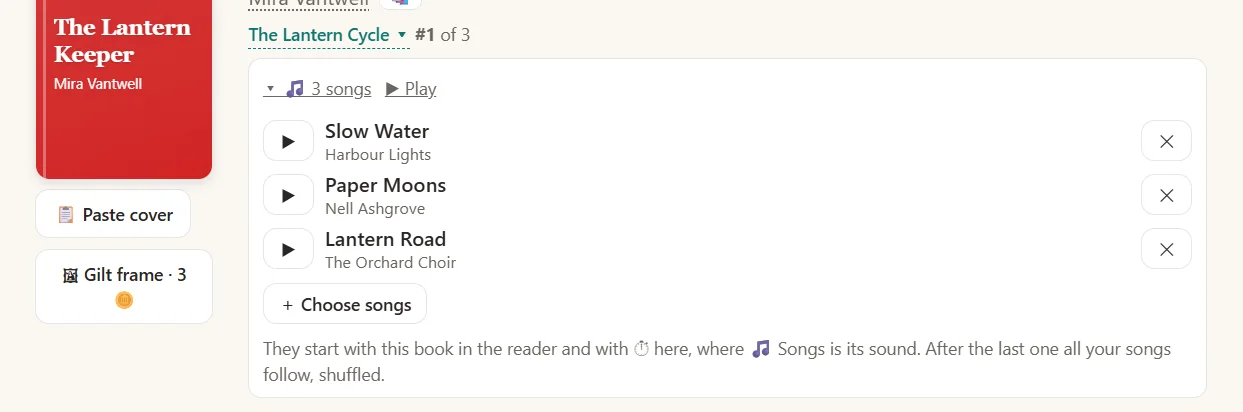 The Lantern
Keeper
Mira Vantwell
Paste cover
Gilt frame · 3
Mira Vantwell
The Lantern Cycle ▾ #1 of 3
▾ 🎵 3 songs ▶ Play
Slow Water
Harbour Lights
Paper Moons
Nell Ashgrove
Lantern Road
The Orchard Choir
+ Choose songs
They start with this book in the reader and with ⏱ here, where 🎵 Songs is its sound. After the last one all your songs
follow, shuffled.